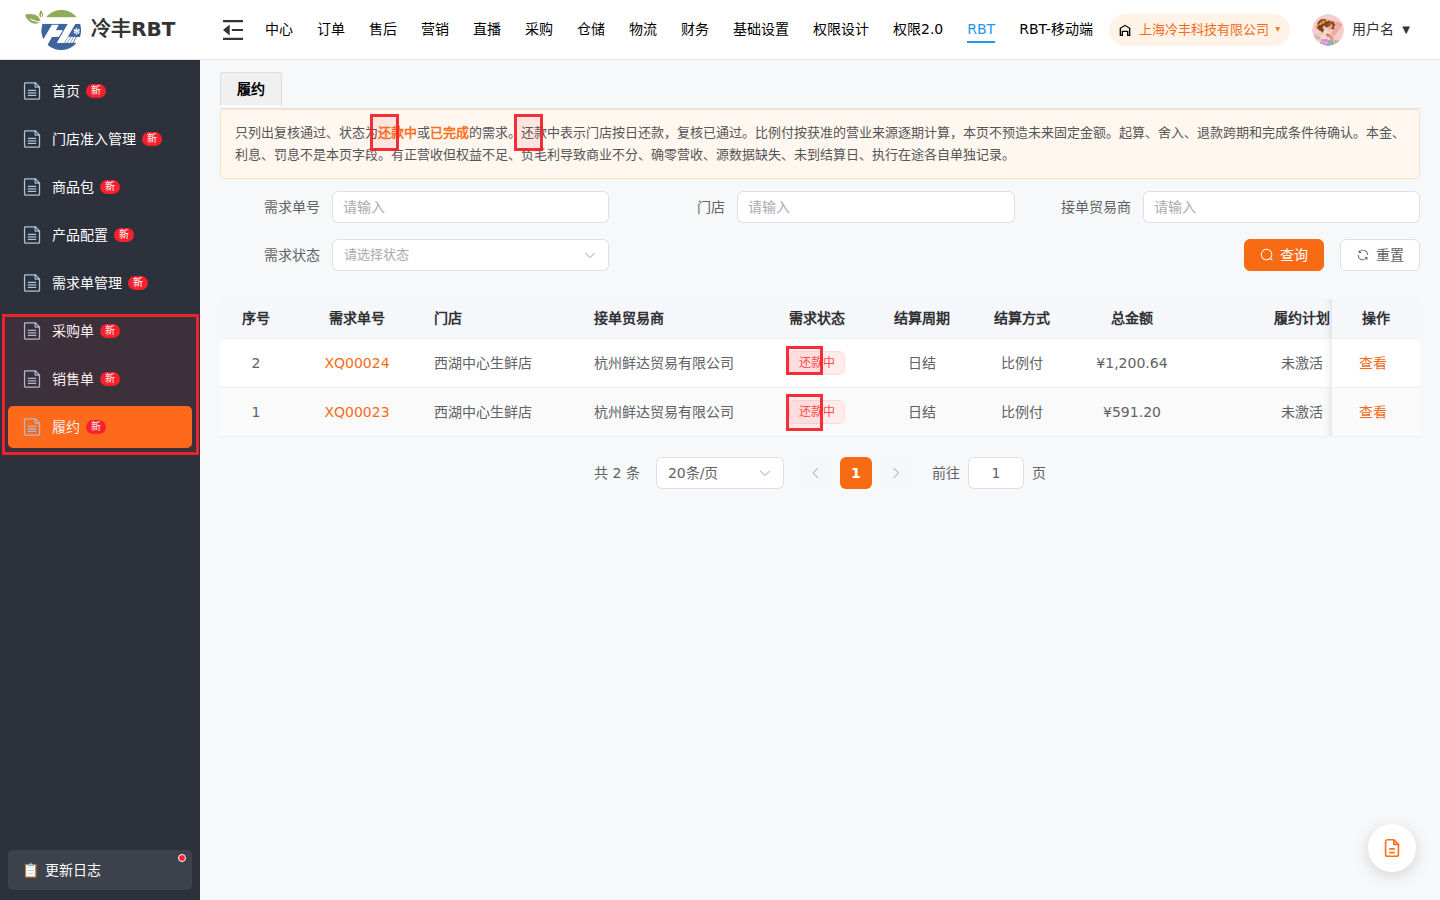 冷丰RBT
中心 订单 售后 营销 直播 采购 仓储 物流 财务 基础设置 权限设计 权限2.0 RBT RBT-移动端 上海冷丰科技有限公司 ▾ 用户名 ▼
首页 新
门店准入管理 新
商品包 新
产品配置 新
需求单管理 新
采购单 新
销售单 新
履约 新
更新日志
履约
只列出复核通过、状态为还款中或已完成的需求。还款中表示门店按日还款，复核已通过。比例付按获准的营业来源逐期计算，本页不预造未来固定金额。起算、舍入、退款跨期和完成条件待确认。本金、
利息、罚息不是本页字段。有正营收但权益不足、负毛利导致商业不分、确零营收、源数据缺失、未到结算日、执行在途各自单独记录。
需求单号 请输入 门店 请输入 接单贸易商 请输入
需求状态 请选择状态 查询 重置
序号 需求单号 门店 接单贸易商 需求状态 结算周期 结算方式 总金额 履约计划 操作
2 XQ00024 西湖中心生鲜店 杭州鲜达贸易有限公司 还款中 日结 比例付 ¥1,200.64 未激活 查看
1 XQ00023 西湖中心生鲜店 杭州鲜达贸易有限公司 还款中 日结 比例付 ¥591.20 未激活 查看
共 2 条 20条/页 1 前往 1 页